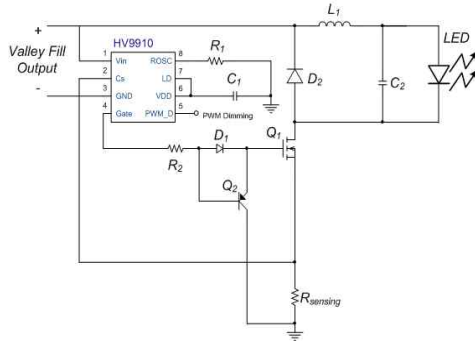 +
Valley Fill
Output
-
HV9910
1 Vin ROSC 8
2 Cs LD 7
3 GND VDD 6
4 Gate PWM_D 5
PWM Dimming
R1
C1
R2
D1
Q2
Q1
D2
L1
C2
LED
Rsensing